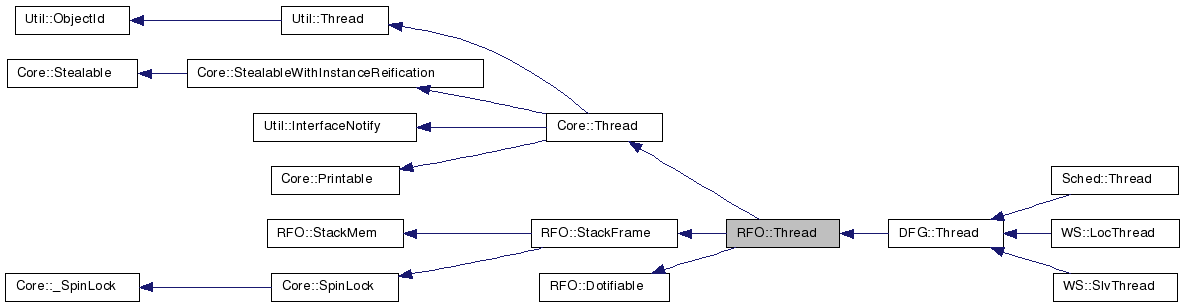 Util::ObjectId
Util::Thread
Core::Stealable
Core::StealableWithInstanceReification
Util::InterfaceNotify
Core::Thread
Core::Printable
Sched::Thread
RFO::StackMem
RFO::StackFrame
RFO::Thread
DFG::Thread
WS::LocThread
Core::_SpinLock
Core::SpinLock
RFO::Dotifiable
WS::SlvThread